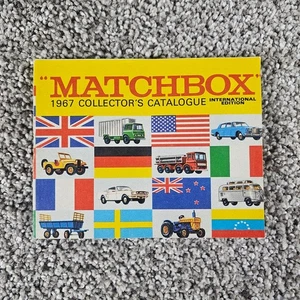 "MATCHBOX"
1967 COLLECTOR'S CATALOGUE INTERNATIONAL
EDITION